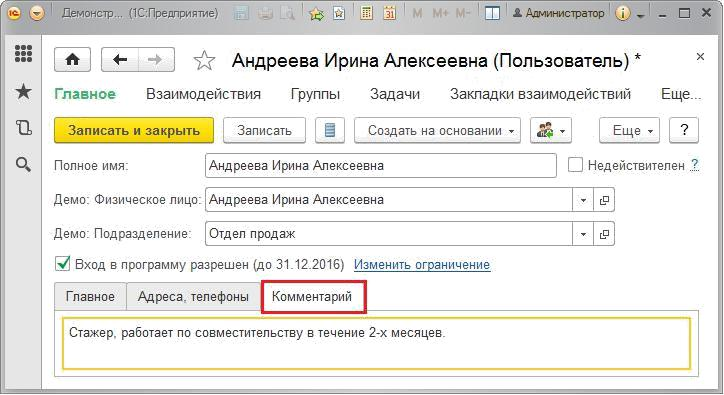 Демонст... (1С:Предприятие) M M+ M- Администратор
Андреева Ирина Алексеевна (Пользователь) *
Главное Взаимодействия Группы Задачи Закладки взаимодействий Еще...
Записать и закрыть Записать Создать на основании Еще ?
Полное имя: Андреева Ирина Алексеевна Недействителен ?
Демо: Физическое лицо: Андреева Ирина Алексеевна
Демо: Подразделение: Отдел продаж
Вход в программу разрешен (до 31.12.2016) Изменить ограничение
Главное Адреса, телефоны Комментарий
Стажер, работает по совместительству в течение 2-х месяцев.